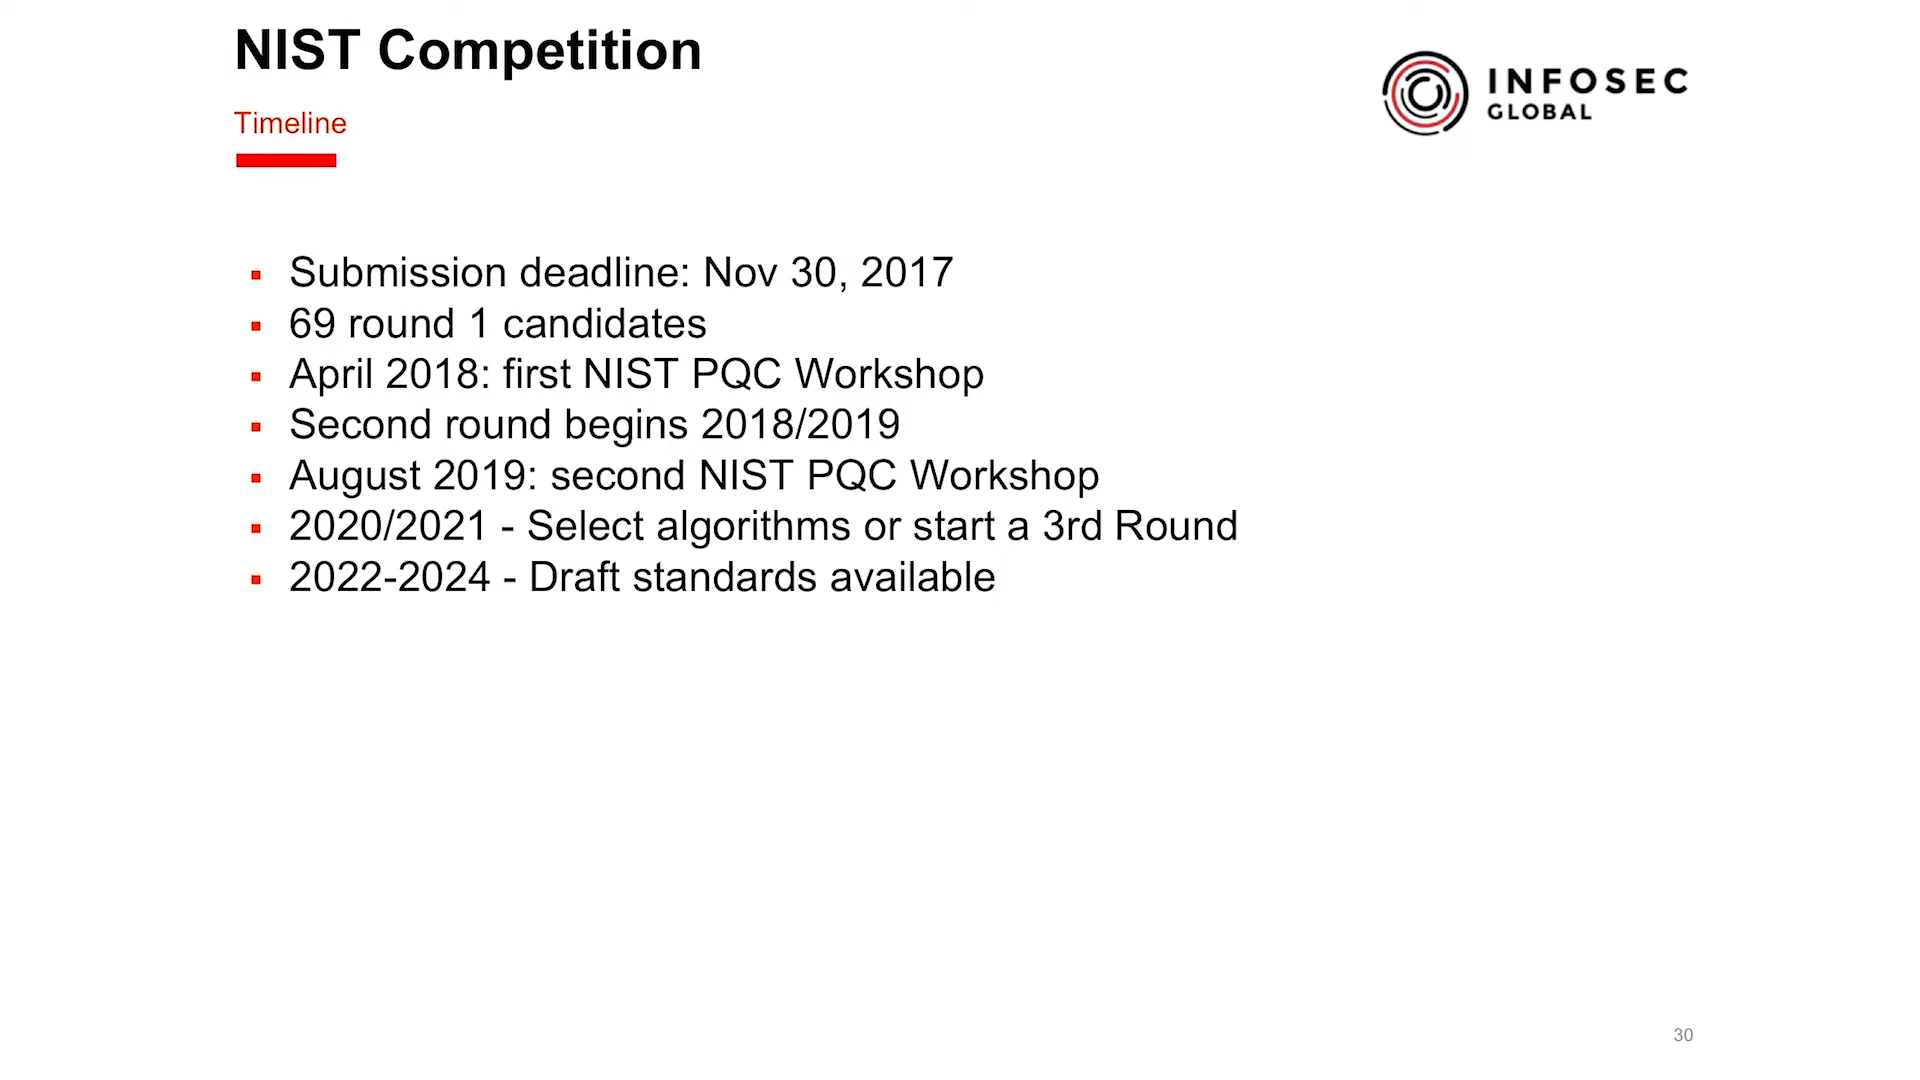 NIST Competition
Timeline
INFOSEC
GLOBAL
▪ Submission deadline: Nov 30, 2017
▪ 69 round 1 candidates
▪ April 2018: first NIST PQC Workshop
▪ Second round begins 2018/2019
▪ August 2019: second NIST PQC Workshop
▪ 2020/2021 - Select algorithms or start a 3rd Round
▪ 2022-2024 - Draft standards available
30